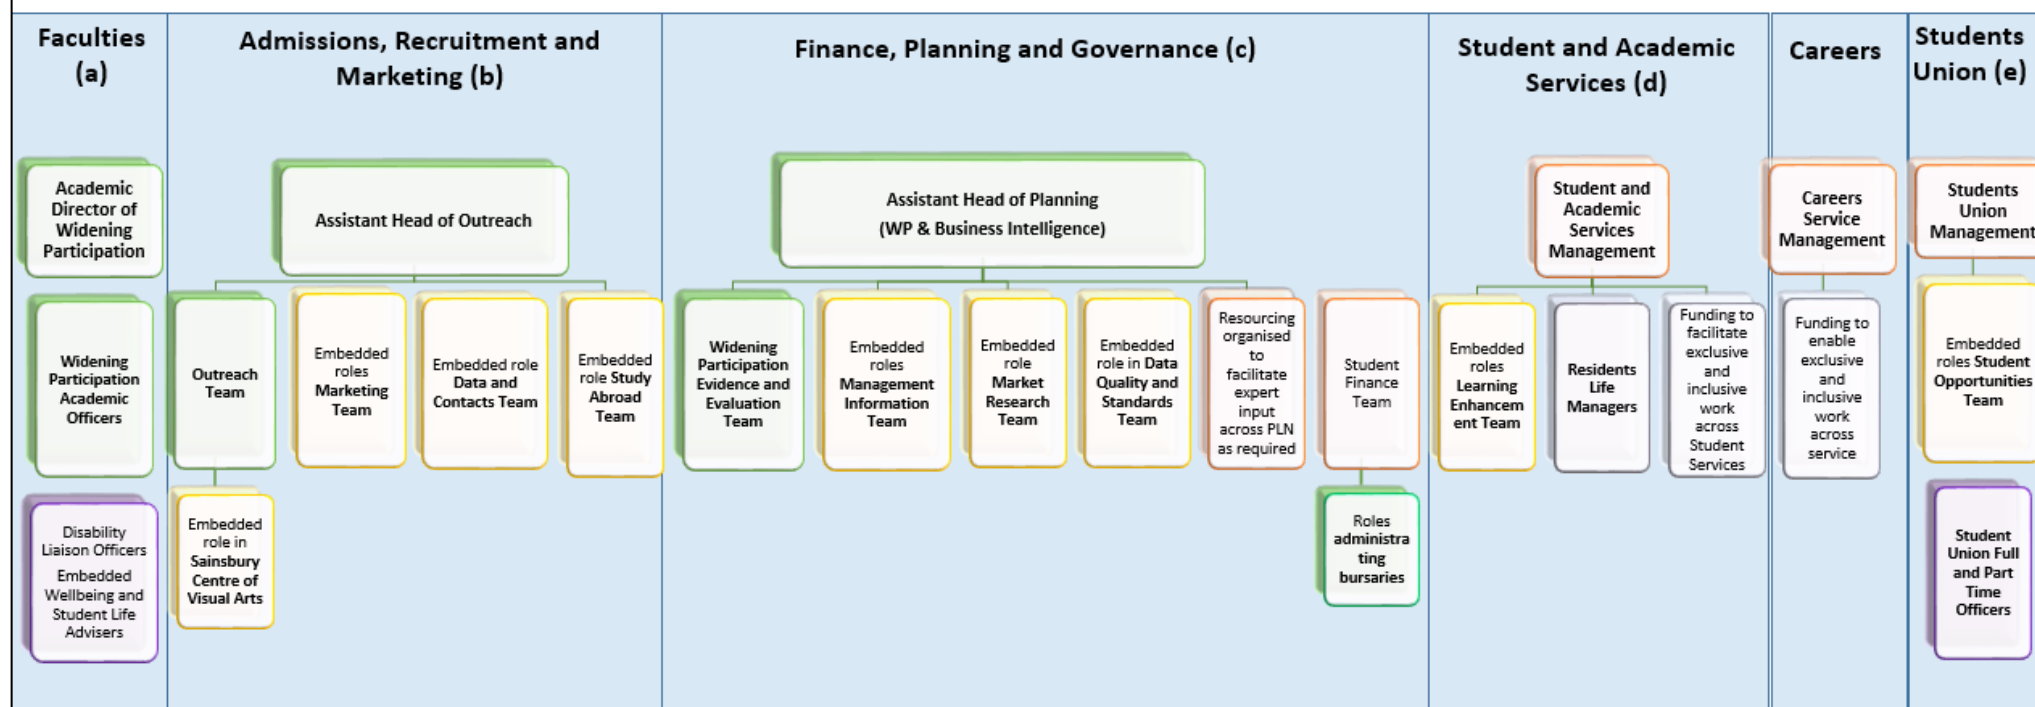 Faculties
(a)
Admissions, Recruitment and
Marketing (b)
Finance, Planning and Governance (c)
Student and Academic
Services (d)
Careers
Students
Union (e)
Academic
Director of
Widening
Participation
Widening
Participation
Academic
Officers
Disability
Liaison Officers
Embedded
Wellbeing and
Student Life
Advisers
Assistant Head of Outreach
Outreach
Team
Embedded
role in
Sainsbury
Centre of
Visual Arts
Embedded
roles
Marketing
Team
Embedded role
Data and
Contacts Team
Embedded
role Study
Abroad
Team
Assistant Head of Planning
(WP & Business Intelligence)
Widening
Participation
Evidence and
Evaluation
Team
Embedded
roles
Management
Information
Team
Embedded
role
Market
Research
Team
Embedded
role in Data
Quality and
Standards
Team
Resourcing
organised
to
facilitate
expert
input
across PLN
as required
Student
Finance
Team
Roles
administra
ting
bursaries
Student and
Academic
Services
Management
Embedded
roles
Learning
Enhancem
ent Team
Residents
Life
Managers
Funding to
facilitate
exclusive
and
inclusive
work
across
Student
Services
Careers
Service
Management
Funding to
enable
exclusive
and
inclusive
work
across
service
Students
Union
Management
Embedded
roles Student
Opportunities
Team
Student
Union Full
and Part
Time
Officers